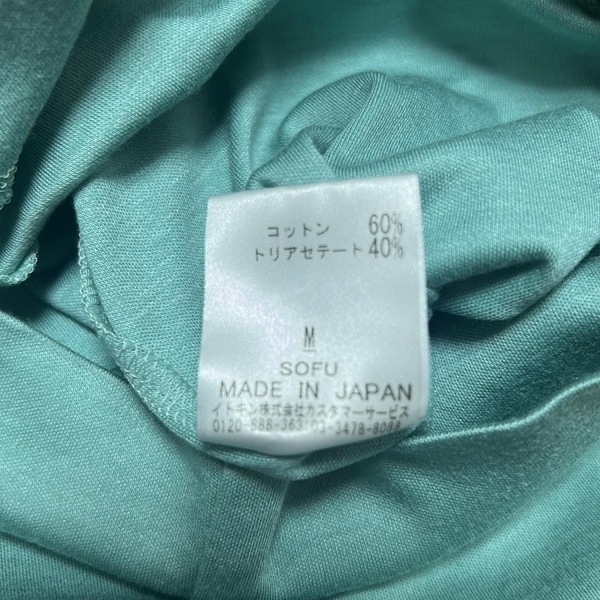 コットン 60%
トリアセテート 40%
M
SOFU
MADE IN JAPAN
イトキン株式会社カスタマーサービス
0120-888-363|03-3478-8088